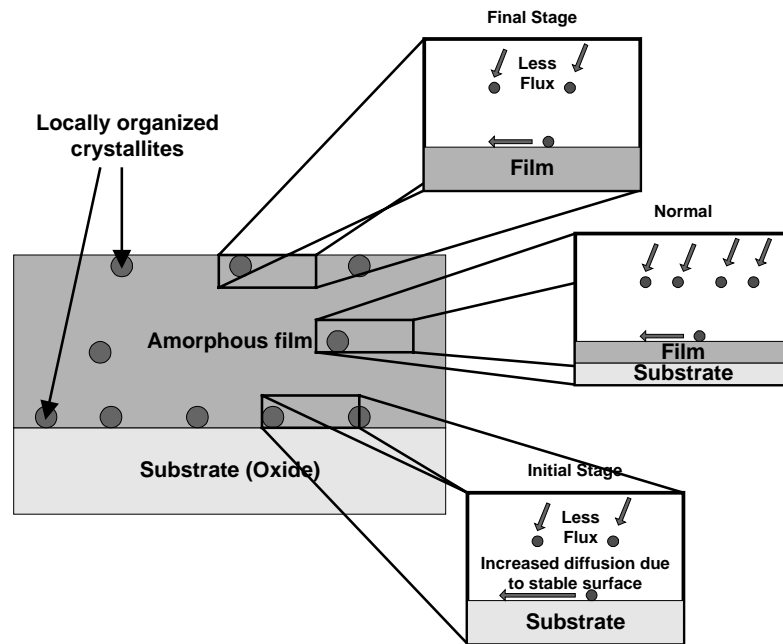 Final Stage
Less
Flux
Film
Locally organized
crystallites
Normal
Film
Substrate
Amorphous film
Substrate (Oxide)
Initial Stage
Less
Flux
Increased diffusion due
to stable surface
Substrate